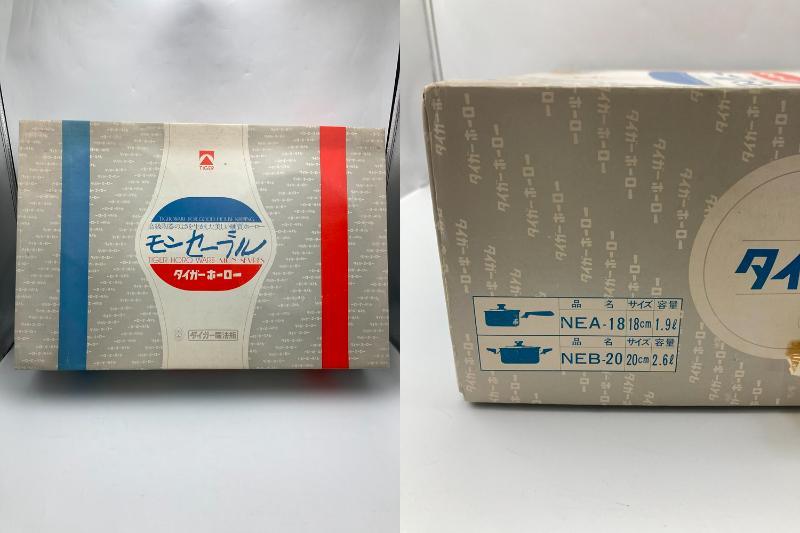 TIGER
TIGERWARE FOR GOOD HOUSE KEEPING
モンセーブル
TIGER HORO WARE MON SEVRES
タイガーホーロー
タイガー魔法瓶
タイガーホーロー
品名 サイズ 容量
NEA-18 18cm 1.9ℓ
品名 サイズ 容量
NEB-20 20cm 2.6ℓ
タイ